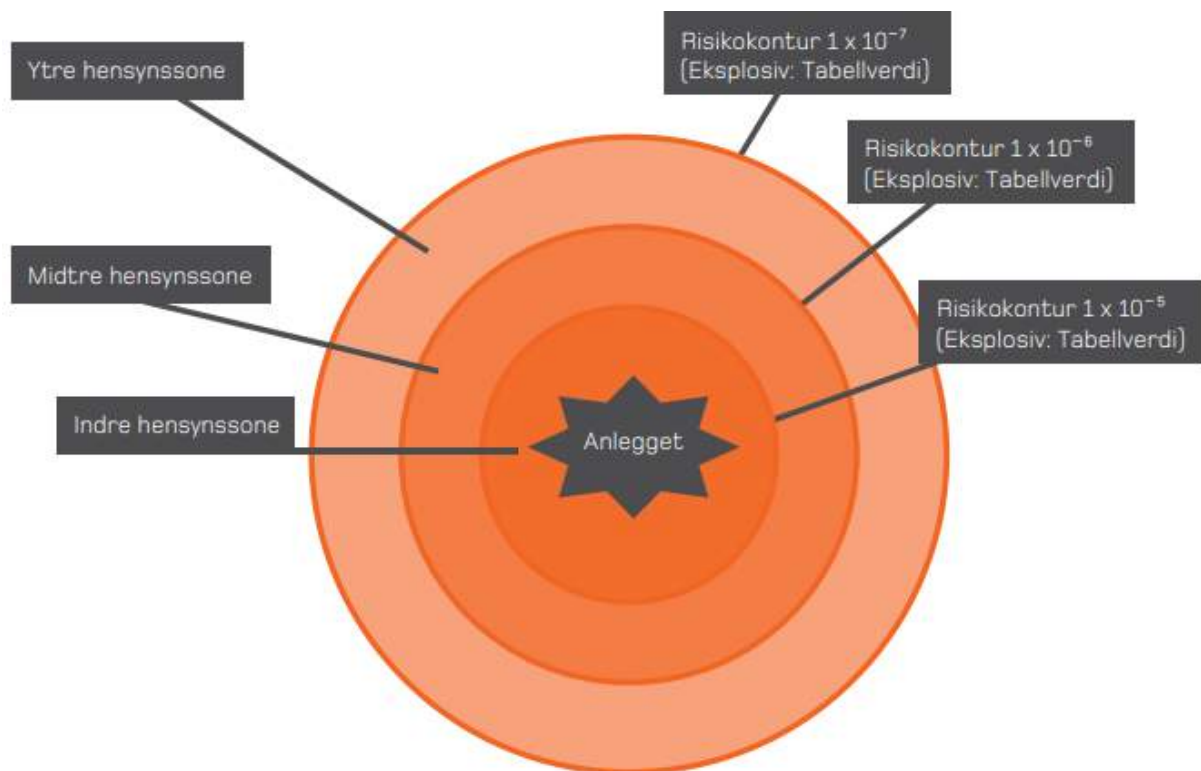 Ytre hensynssone
Risikokontur 1 x 10⁻⁷
(Eksplosiv: Tabellverdi)
Risikokontur 1 x 10⁻⁶
(Eksplosiv: Tabellverdi)
Midtre hensynssone
Risikokontur 1 x 10⁻⁵
(Eksplosiv: Tabellverdi)
Indre hensynssone
Anlegget